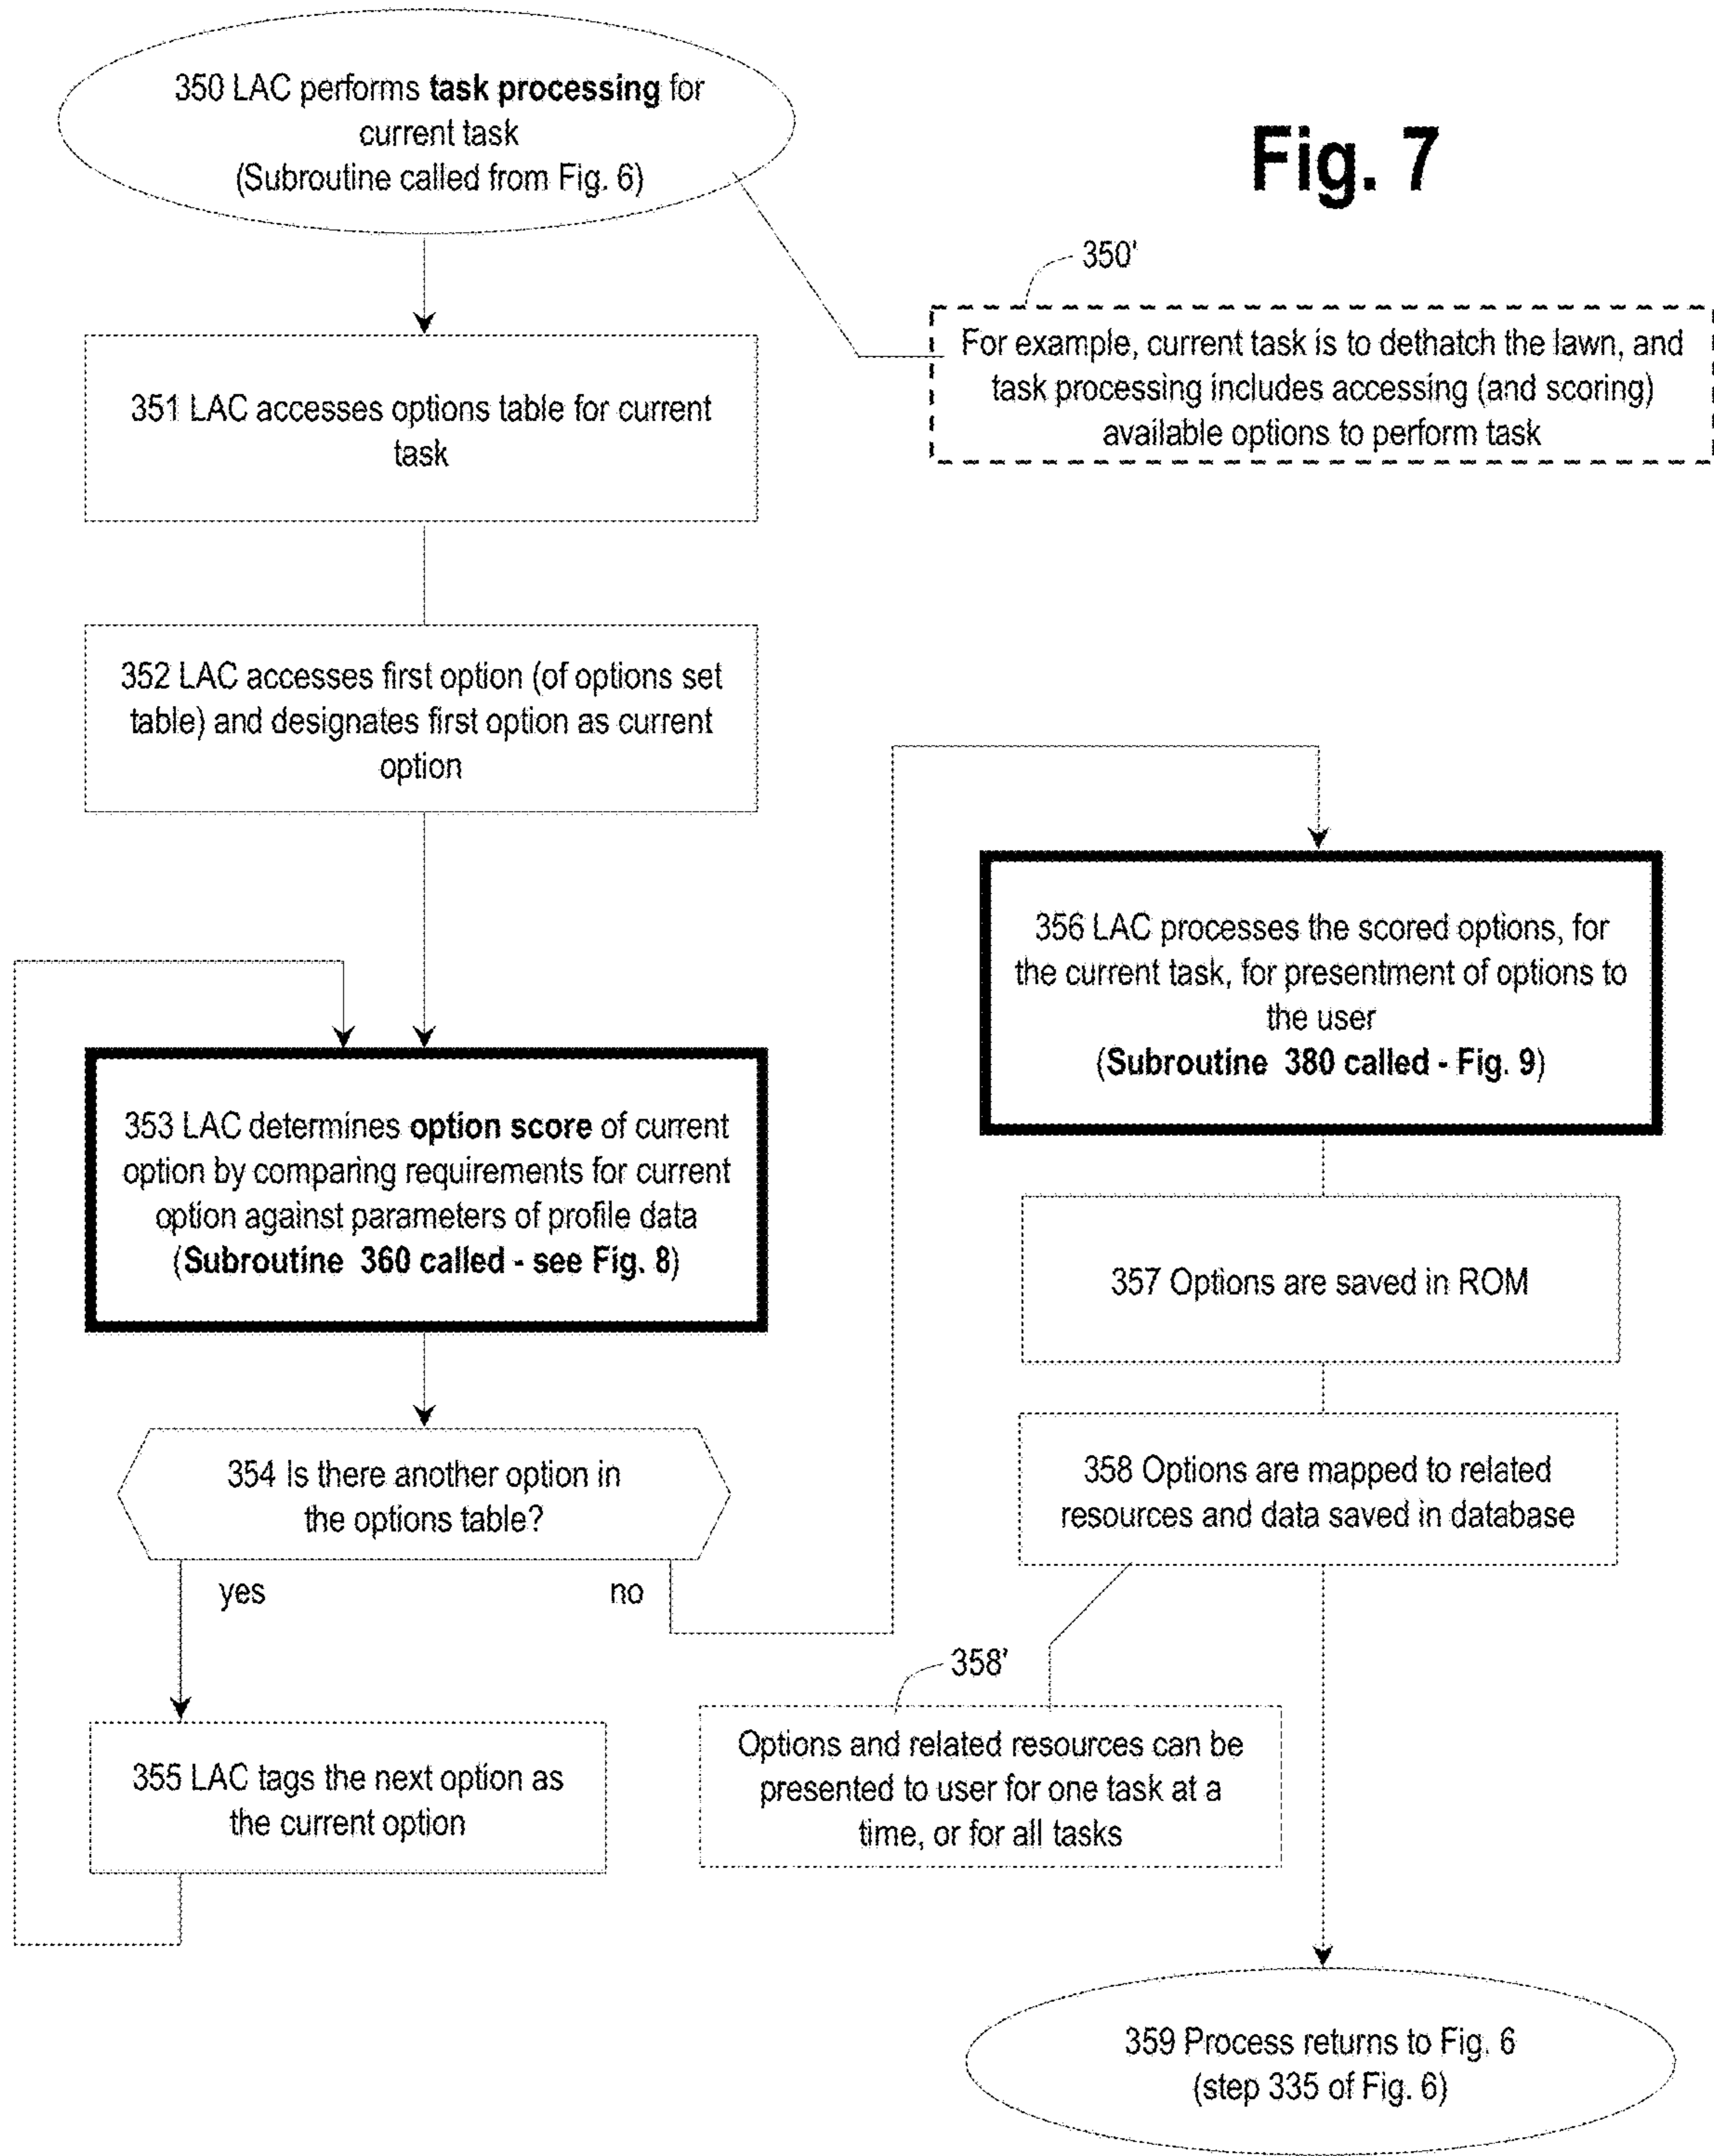 350 LAC performs task processing for
current task
(Subroutine called from Fig. 6)
Fig. 7
350'
For example, current task is to dethatch the lawn, and
task processing includes accessing (and scoring)
available options to perform task
351 LAC accesses options table for current
task
352 LAC accesses first option (of options set
table) and designates first option as current
option
353 LAC determines option score of current
option by comparing requirements for current
option against parameters of profile data
(Subroutine 360 called - see Fig. 8)
354 Is there another option in
the options table?
yes
no
355 LAC tags the next option as
the current option
356 LAC processes the scored options, for
the current task, for presentment of options to
the user
(Subroutine 380 called - Fig. 9)
357 Options are saved in ROM
358 Options are mapped to related
resources and data saved in database
358'
Options and related resources can be
presented to user for one task at a
time, or for all tasks
359 Process returns to Fig. 6
(step 335 of Fig. 6)